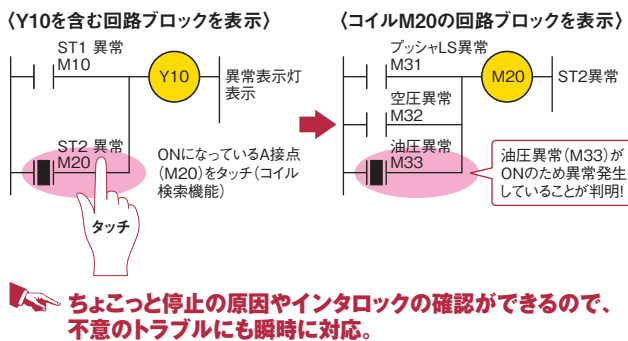 〈Y10を含む回路ブロックを表示〉
ST1 異常
M10
Y10
異常表示灯
表示
ST2 異常
M20
ONになっているA接点
(M20)をタッチ(コイル
検索機能)
タッチ
〈コイルM20の回路ブロックを表示〉
プッシャLS異常
M31
M20
ST2異常
空圧異常
M32
油圧異常
M33
油圧異常(M33)が
ONのため異常発生
していることが判明!
ちょこっと停止の原因やインタロックの確認ができるので、
不意のトラブルにも瞬時に対応。